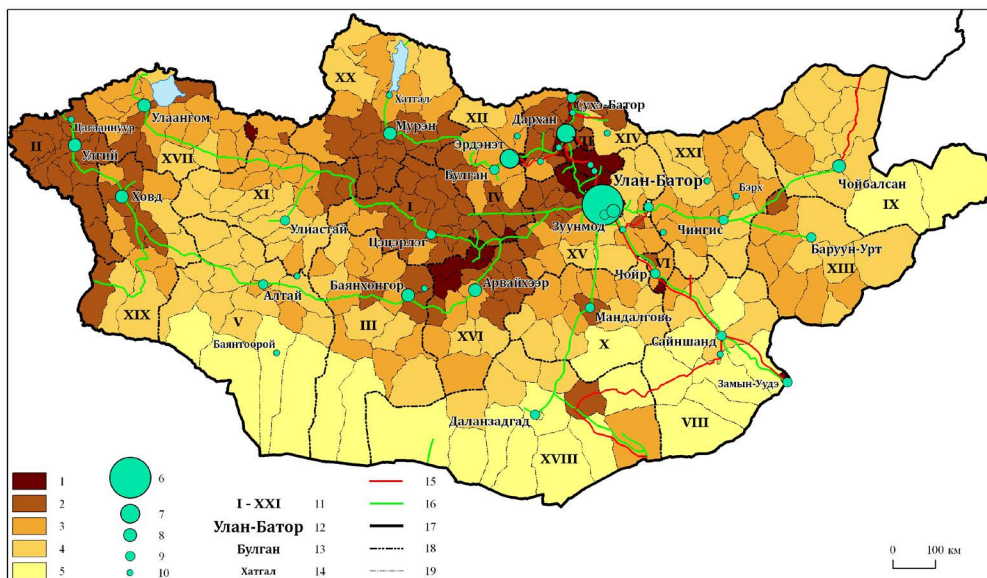 XX
Хатгал
Сухэ-Батор
Улаангом
Цагааннуур
Мурэн
XII
Дархан
XIV
II
VII
Эрдэнэт
Улгий
XVII
Булган
XXI
Улан-Батор
Бэрх
Чойбалсан
Ховд
XI
I
IV
IX
Улиастай
Цэцэрлэг
Зуунмод
Чингис
Баруун-Урт
XV
XIII
VI
Чойр
Алтай
Баянхонгор
Арвайхээр
XIX
V
III
XVI
Мандалговь
X
Сайншанд
Баянтоорой
Замын-Уудэ
Даланзадгад
VIII
XVIII
1
2
3
4
5
6
7
8
9
10
I - XXI 11
Улан-Батор 12
Булган 13
Хатгал 14
15
16
17
18
19
0 100 км